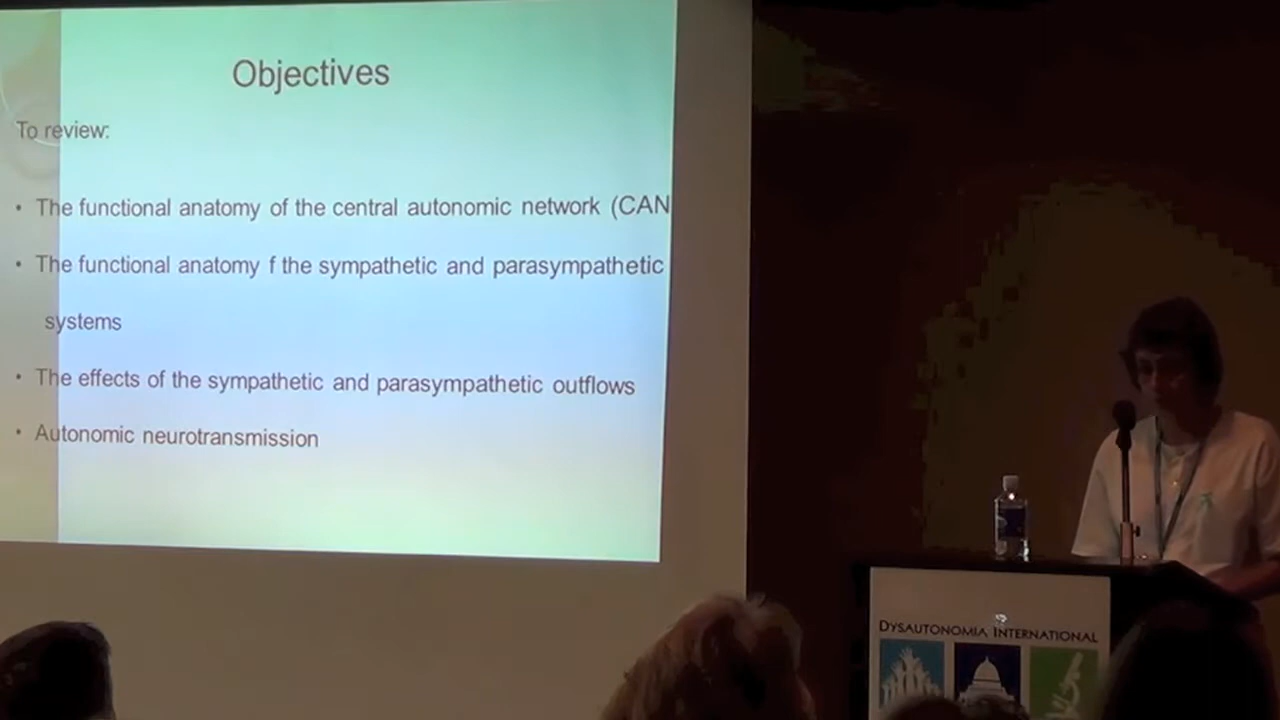 Objectives
To review:
• The functional anatomy of the central autonomic network (CAN
• The functional anatomy f the sympathetic and parasympathetic
systems
• The effects of the sympathetic and parasympathetic outflows
• Autonomic neurotransmission
DYSAUTONOMIA INTERNATIONAL